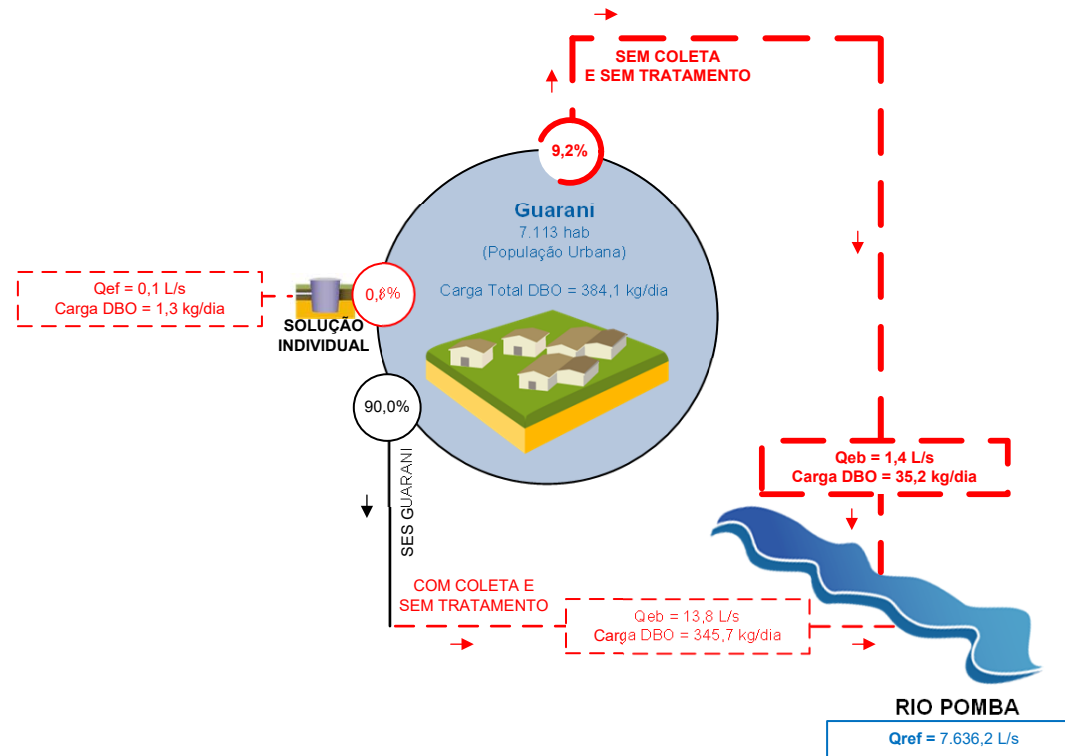 SEM COLETA
E SEM TRATAMENTO
9,2%
Guarani
7.113 hab
(População Urbana)
Carga Total DBO = 384,1 kg/dia
Qef = 0,1 L/s
Carga DBO = 1,3 kg/dia
0,8%
SOLUÇÃO
INDIVIDUAL
90,0%
SES GUARANI
Qeb = 1,4 L/s
Carga DBO = 35,2 kg/dia
COM COLETA E
SEM TRATAMENTO
Qeb = 13,8 L/s
Carga DBO = 345,7 kg/dia
RIO POMBA
Qref = 7.636,2 L/s